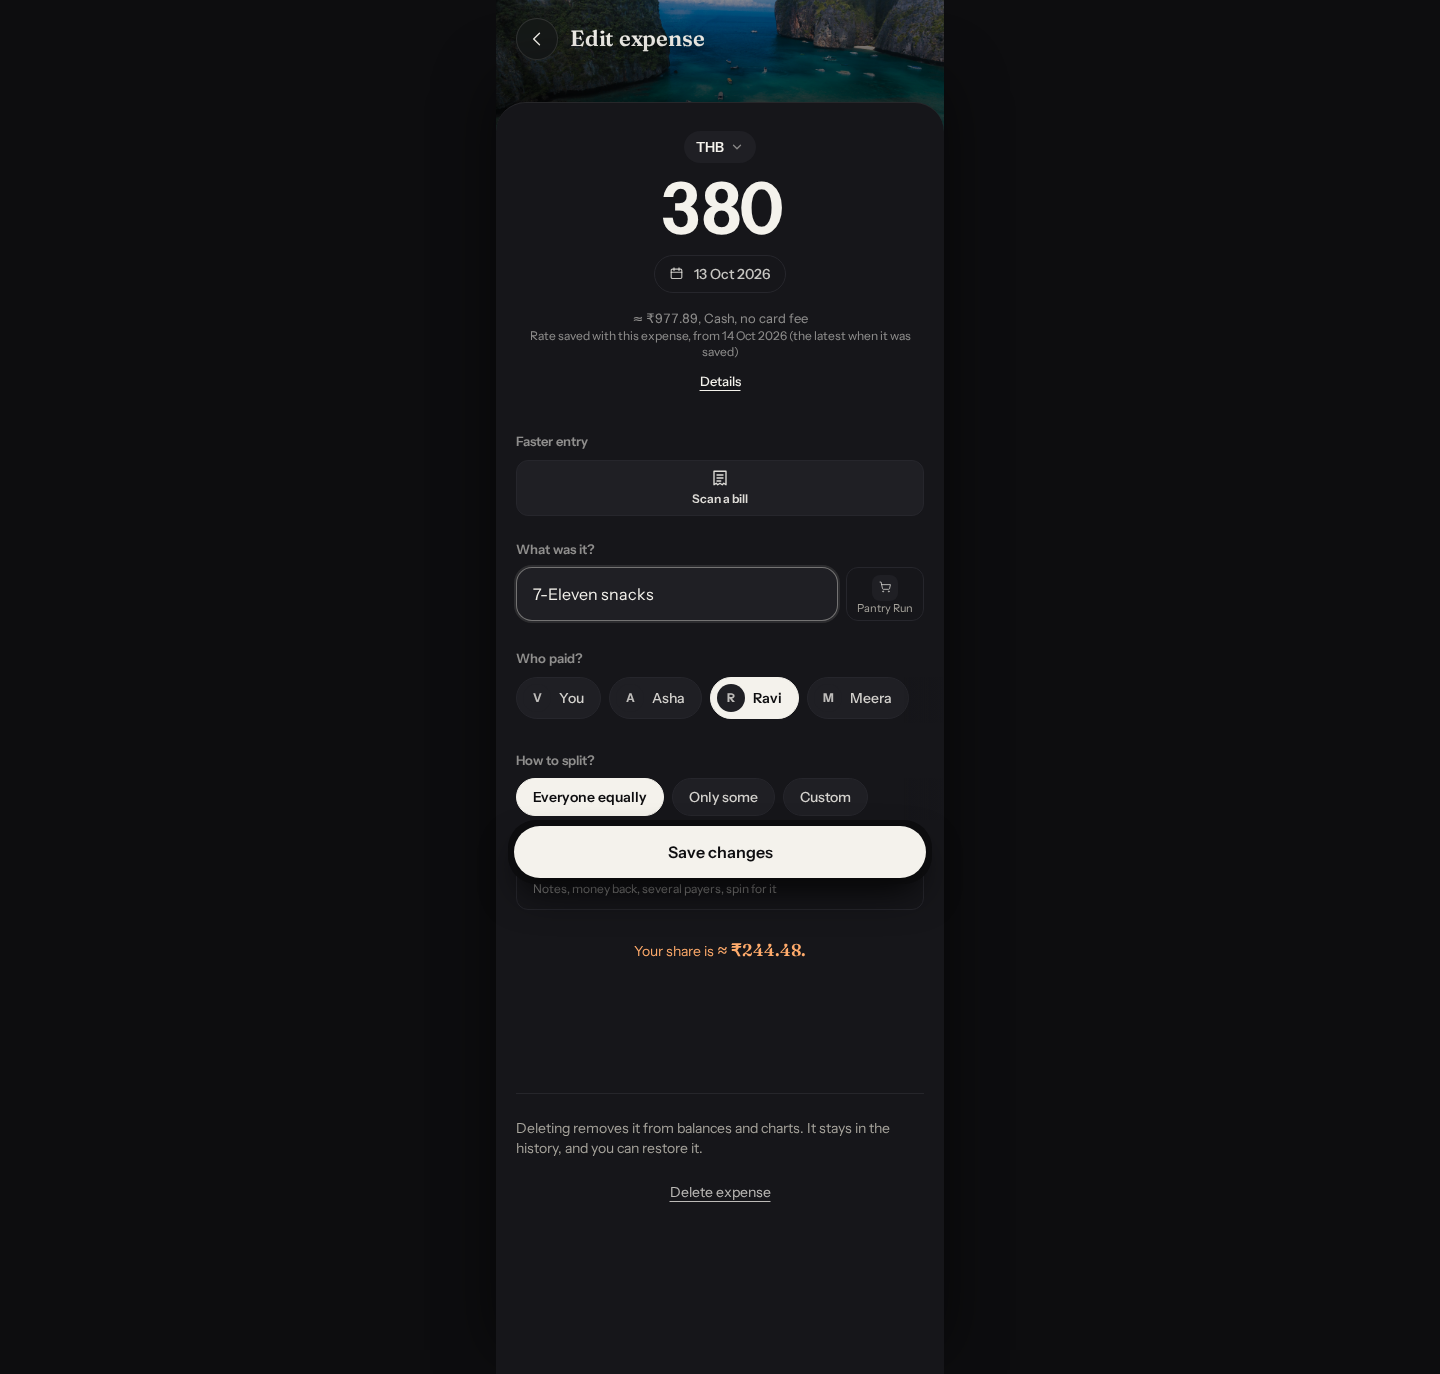 Edit expense
THB
380
13 Oct 2026
≈ ₹977.89, Cash, no card fee
Rate saved with this expense, from 14 Oct 2026 (the latest when it was
saved)
Details
Faster entry
Scan a bill
What was it?
7-Eleven snacks
Pantry Run
Who paid?
V You
A Asha
R Ravi
M Meera
How to split?
Everyone equally
Only some
Custom
Save changes
Notes, money back, several payers, spin for it
Your share is ≈ ₹244.48.
Deleting removes it from balances and charts. It stays in the
history, and you can restore it.
Delete expense